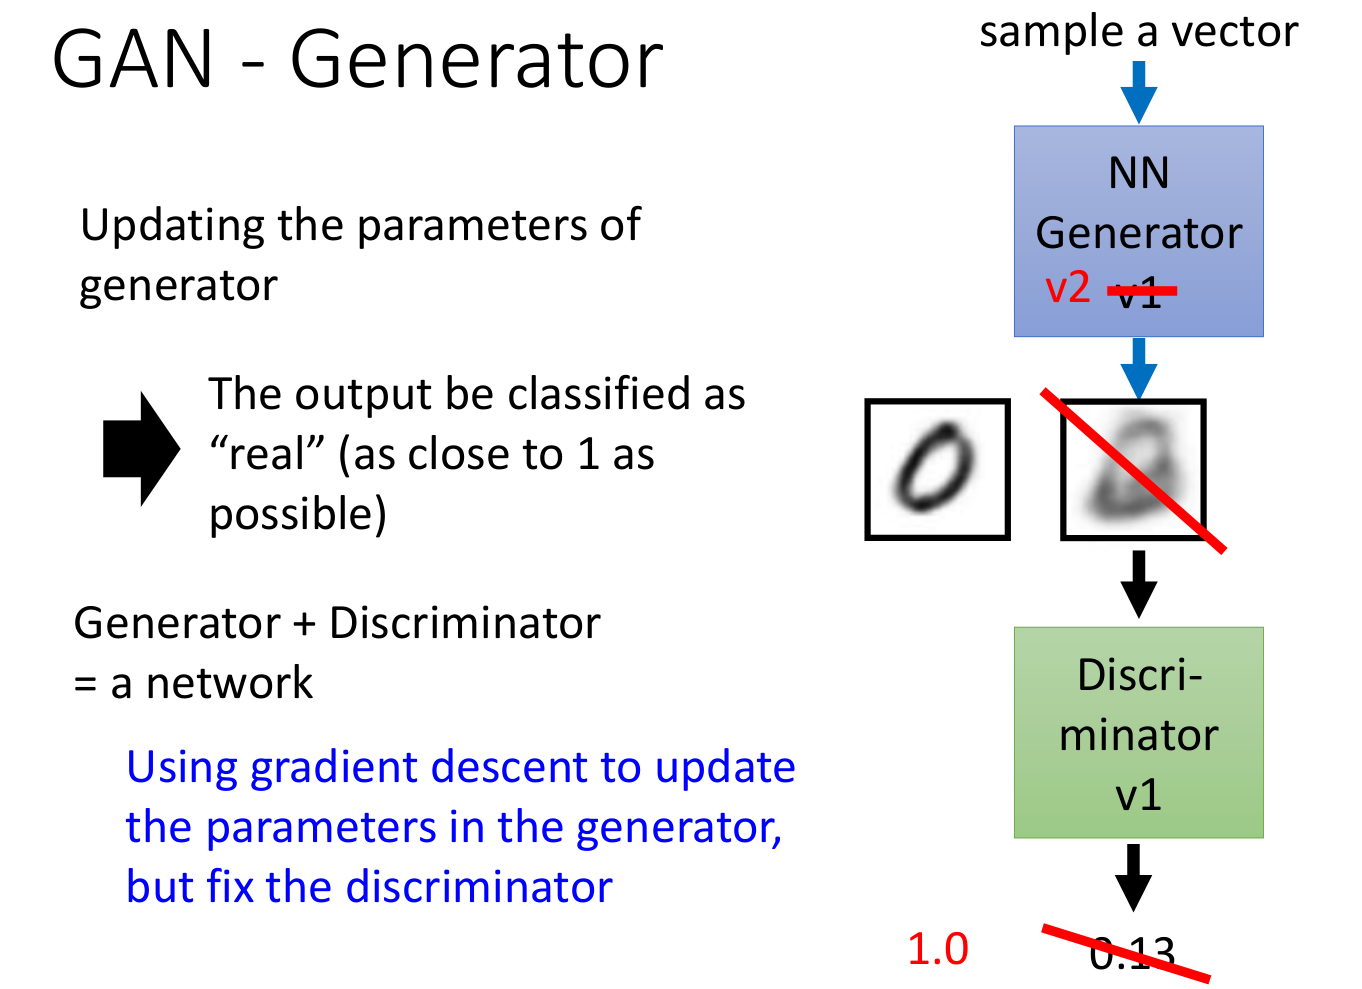 GAN - Generator
sample a vector
NN
Generator
v2 v1
Updating the parameters of
generator
The output be classified as
“real” (as close to 1 as
possible)
Generator + Discriminator
= a network
Using gradient descent to update
the parameters in the generator,
but fix the discriminator
0
Discri-
minator
v1
1.0 0.13